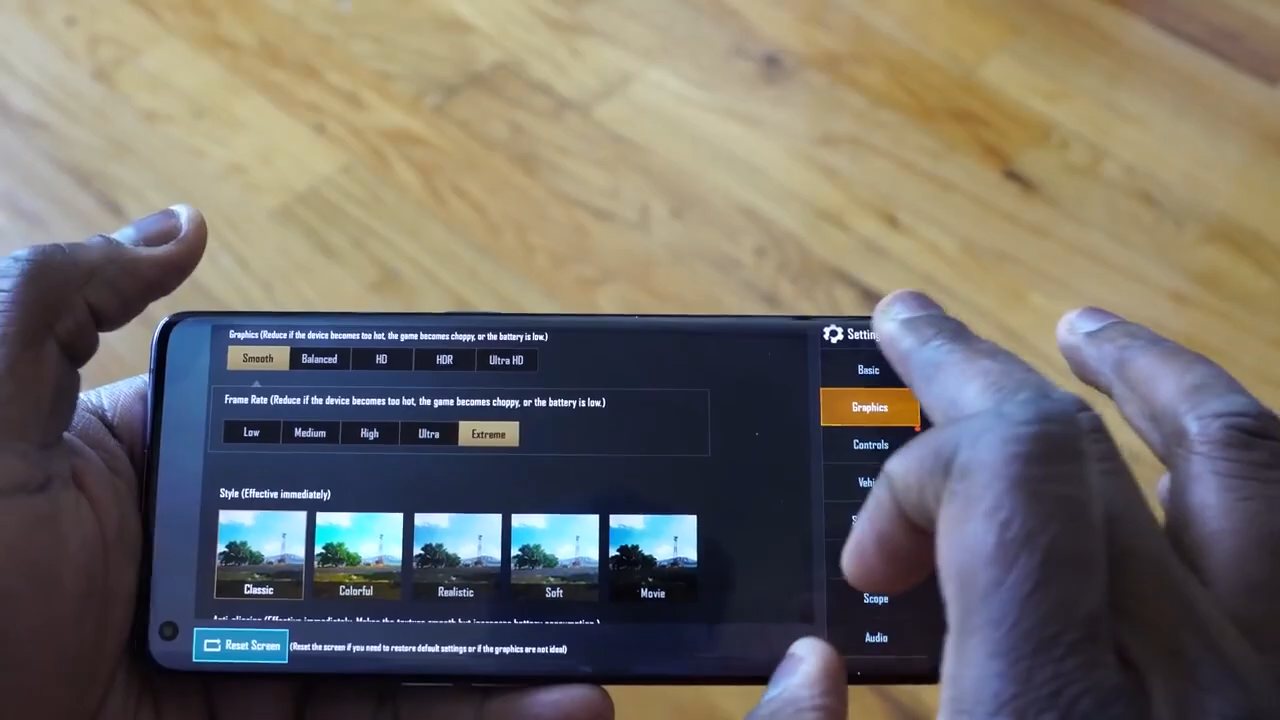 Graphics (Reduce if the device becomes too hot, the game becomes choppy, or the battery is low.)
Smooth Balanced HD HDR Ultra HD
Frame Rate (Reduce if the device becomes too hot, the game becomes choppy, or the battery is low.)
Low Medium High Ultra Extreme
Style (Effective immediately)
Classic Colorful Realistic Soft Movie
Reset Screen (Reset the screen if you need to restore default settings or if the graphics are not ideal)
Basic
Graphics
Controls
Scope
Audio